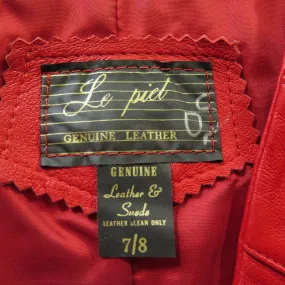 Le piel
GENUINE LEATHER
GENUINE
Leather &
Suede
LEATHER CLEAN ONLY
7/8